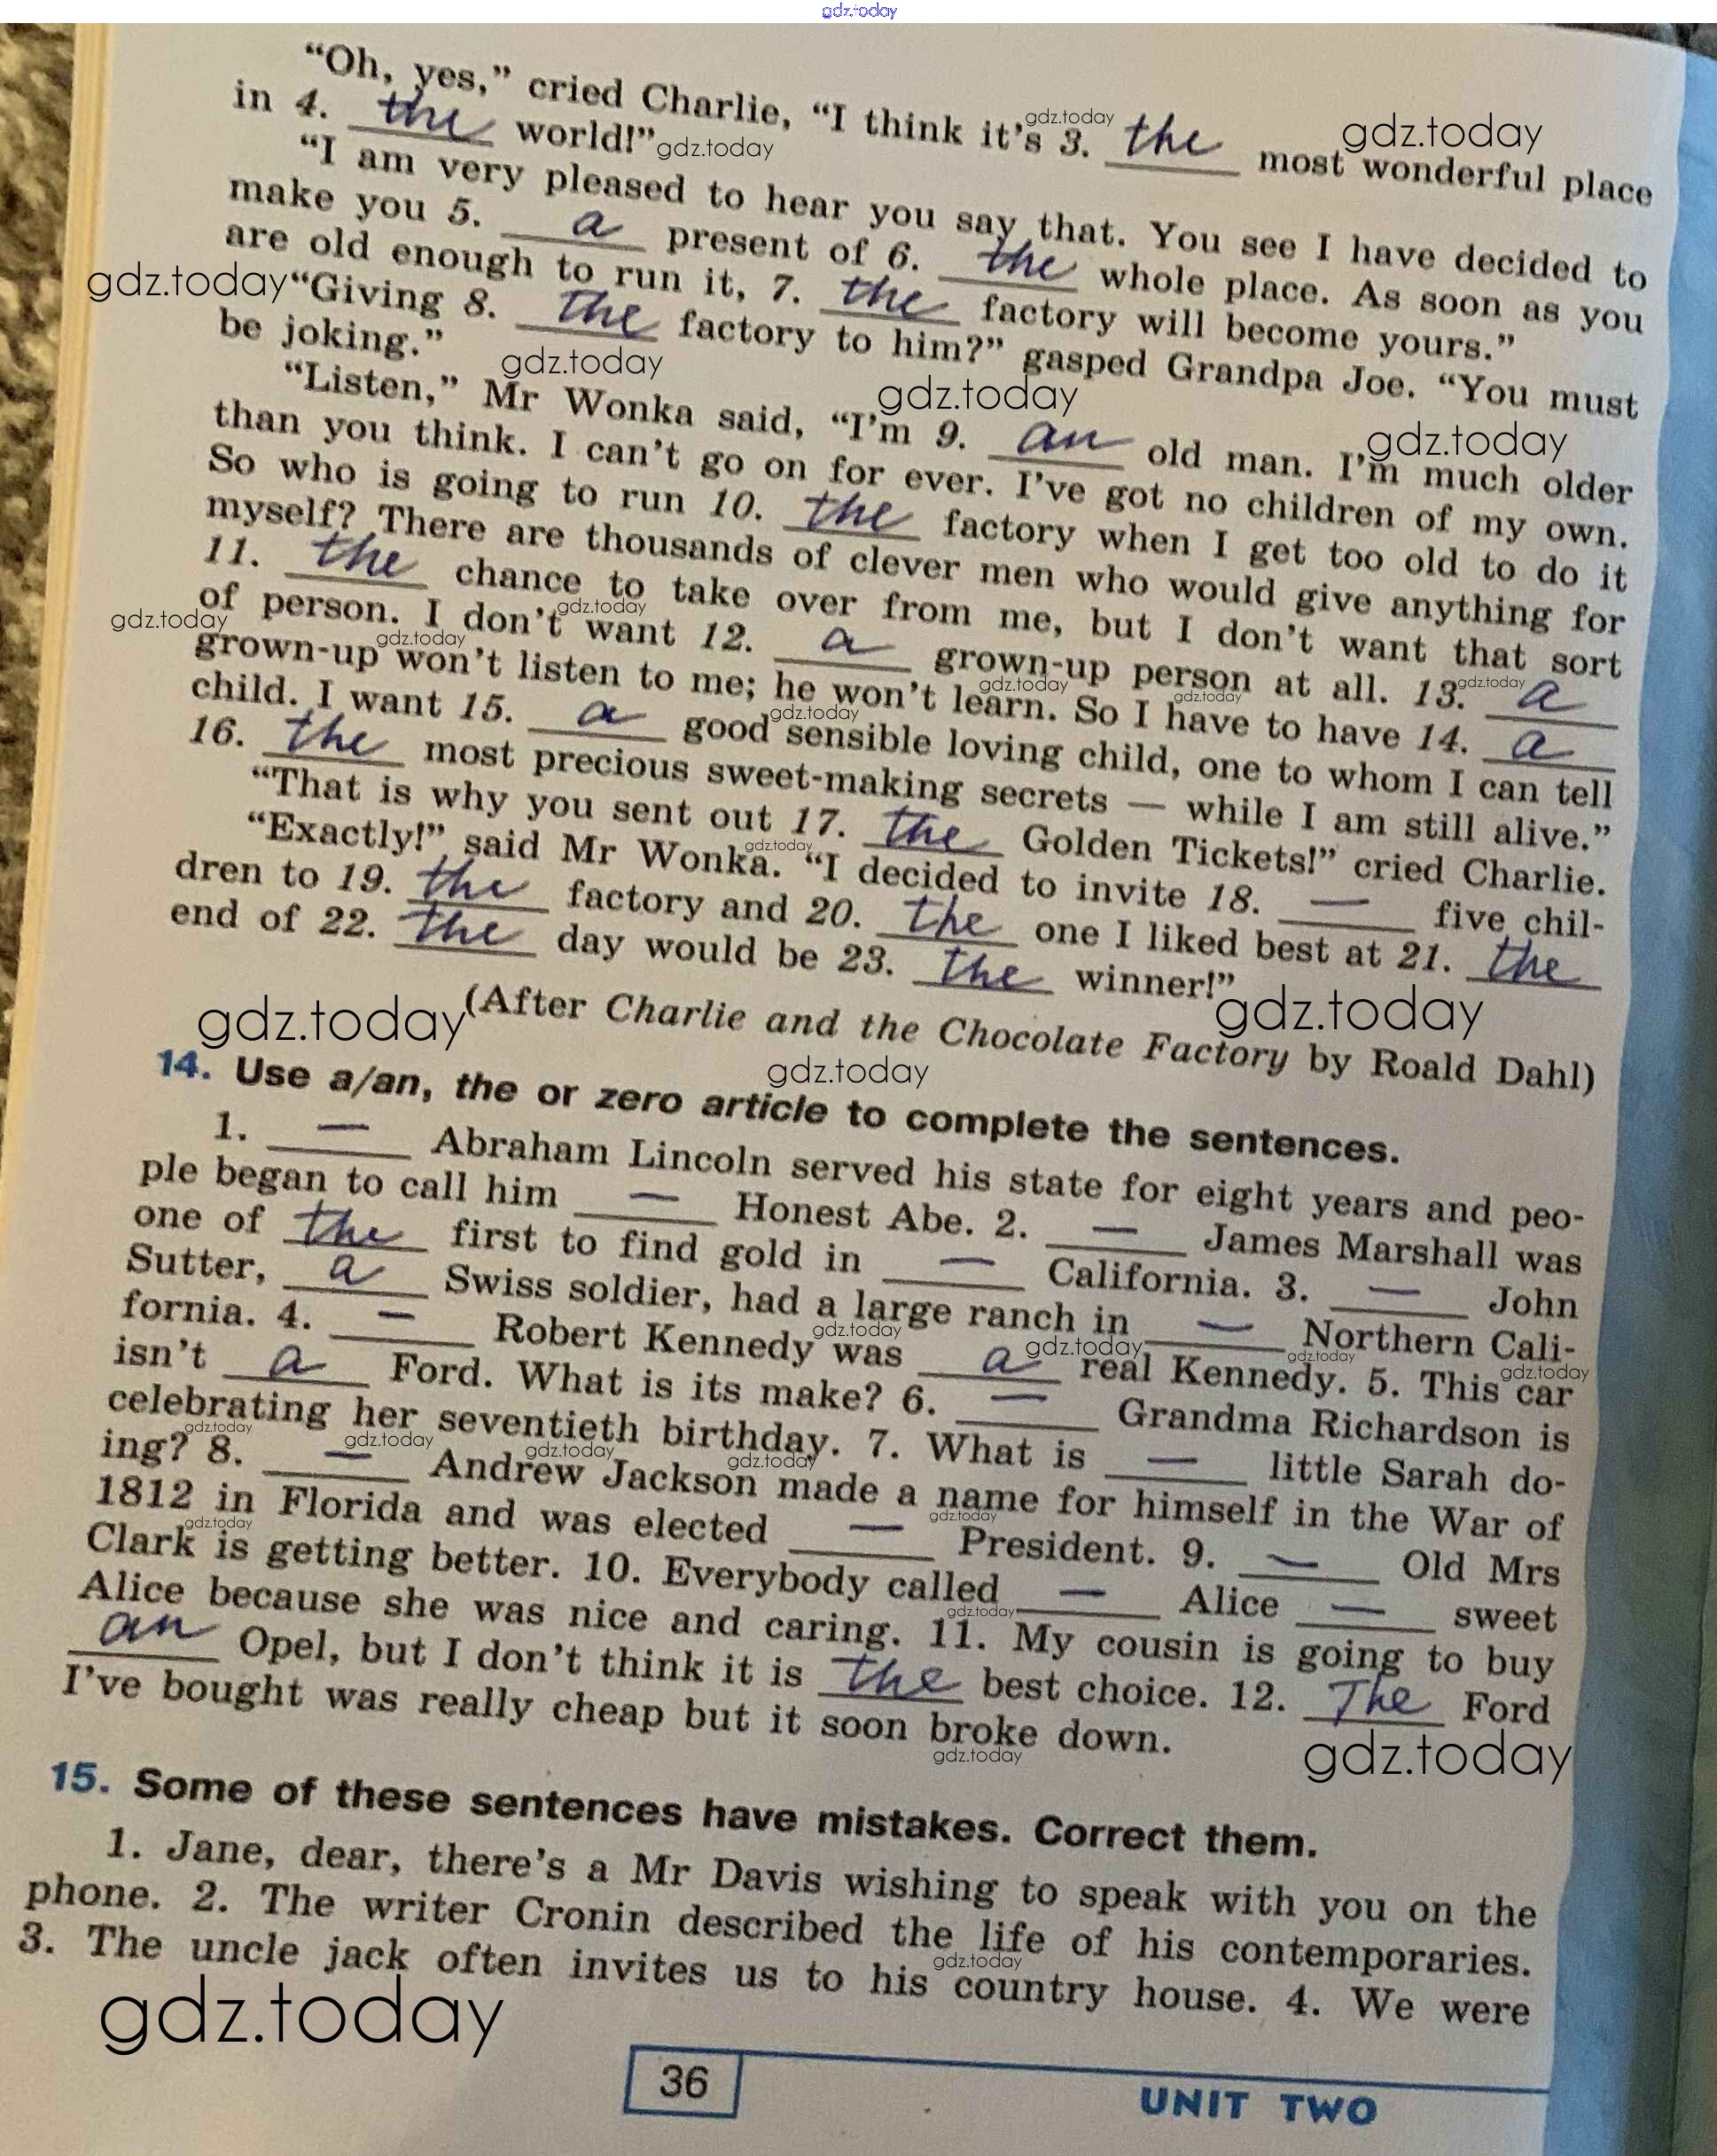 gdz.today
"Oh, yes," cried Charlie, "I think it's 3. the most wonderful place
in 4. the world!"
"I am very pleased to hear you say that. You see I have decided to
make you 5. a present of 6. the whole place. As soon as you
are old enough to run it, 7. the factory will become yours."
"Giving 8. the factory to him?" gasped Grandpa Joe. "You must
be joking."
"Listen," Mr Wonka said, "I'm 9. an old man. I'm much older
than you think. I can't go on for ever. I've got no children of my own.
So who is going to run 10. the factory when I get too old to do it
myself? There are thousands of clever men who would give anything for
11. the chance to take over from me, but I don't want that sort
of person. I don't want 12. a grown-up person at all. 13. a
grown-up won't listen to me; he won't learn. So I have to have 14. a
child. I want 15. a good sensible loving child, one to whom I can tell
16. the most precious sweet-making secrets — while I am still alive."
"That is why you sent out 17. the Golden Tickets!" cried Charlie.
"Exactly!" said Mr Wonka. "I decided to invite 18. — five chil-
dren to 19. the factory and 20. the one I liked best at 21. the
end of 22. the day would be 23. the winner!"
(After Charlie and the Chocolate Factory by Roald Dahl)
14. Use a/an, the or zero article to complete the sentences.
1. — Abraham Lincoln served his state for eight years and peo-
ple began to call him — Honest Abe. 2. — James Marshall was
one of the first to find gold in — California. 3. — John
Sutter, a Swiss soldier, had a large ranch in — Northern Cali-
fornia. 4. — Robert Kennedy was a real Kennedy. 5. This car
isn't a Ford. What is its make? 6. — Grandma Richardson is
celebrating her seventieth birthday. 7. What is — little Sarah do-
ing? 8. — Andrew Jackson made a name for himself in the War of
1812 in Florida and was elected — President. 9. — Old Mrs
Clark is getting better. 10. Everybody called — Alice — sweet
Alice because she was nice and caring. 11. My cousin is going to buy
an Opel, but I don't think it is the best choice. 12. The Ford
I've bought was really cheap but it soon broke down.
15. Some of these sentences have mistakes. Correct them.
1. Jane, dear, there's a Mr Davis wishing to speak with you on the
phone. 2. The writer Cronin described the life of his contemporaries.
3. The uncle jack often invites us to his country house. 4. We were
gdz.today
36
UNIT TWO